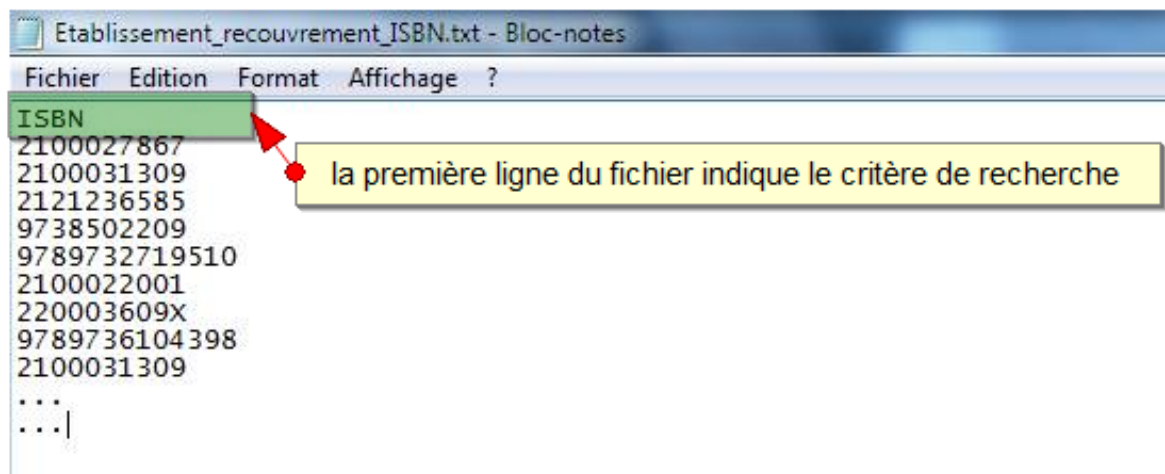 Etablissement_recouvrement_ISBN.txt - Bloc-notes
Fichier Edition Format Affichage ?
ISBN
2100027867
la première ligne du fichier indique le critère de recherche
2100031309
2121236585
9738502209
9789732719510
2100022001
220003609X
9789736104398
2100031309
...
...